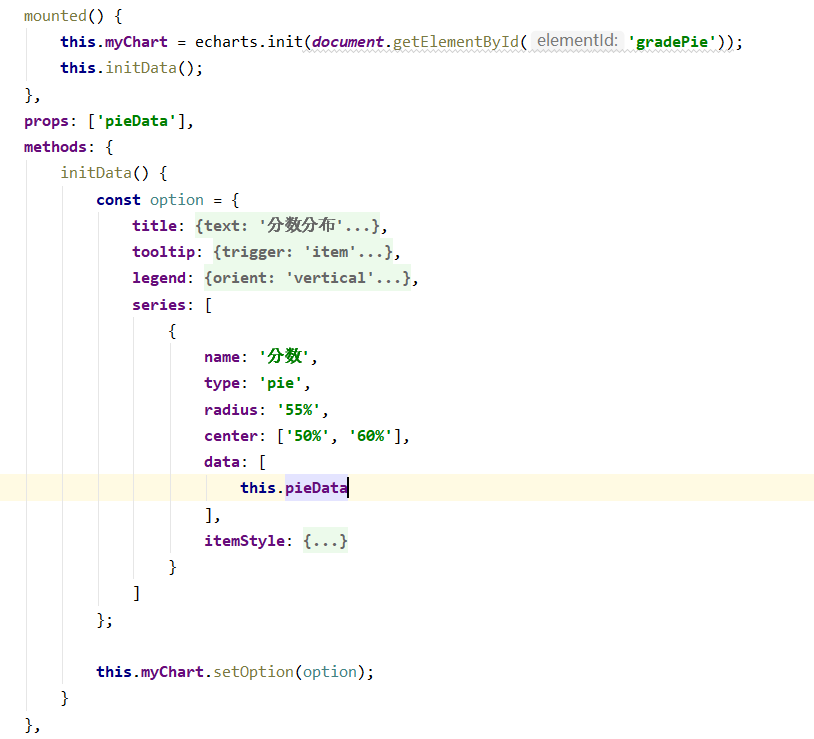 mounted() {
this.myChart = echarts.init(document.getElementById( elementId: 'gradePie'));
this.initData();
},
props: ['pieData'],
methods: {
initData() {
const option = {
title: {text: '分数分布'...},
tooltip: {trigger: 'item'...},
legend: {orient: 'vertical'...},
series: [
{
name: '分数',
type: 'pie',
radius: '55%',
center: ['50%', '60%'],
data: [
this.pieData
],
itemStyle: {...}
}
]
};
this.myChart.setOption(option);
}
},